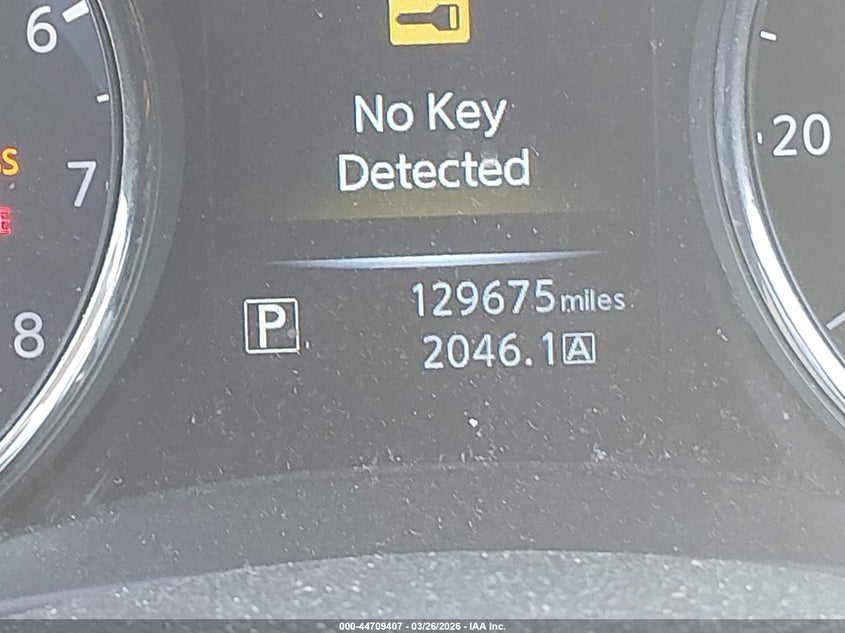 6
7
8
No Key
Detected
20
P
129675 miles
2046.1 A
000-44709407 - 03/26/2026 - IAA Inc.